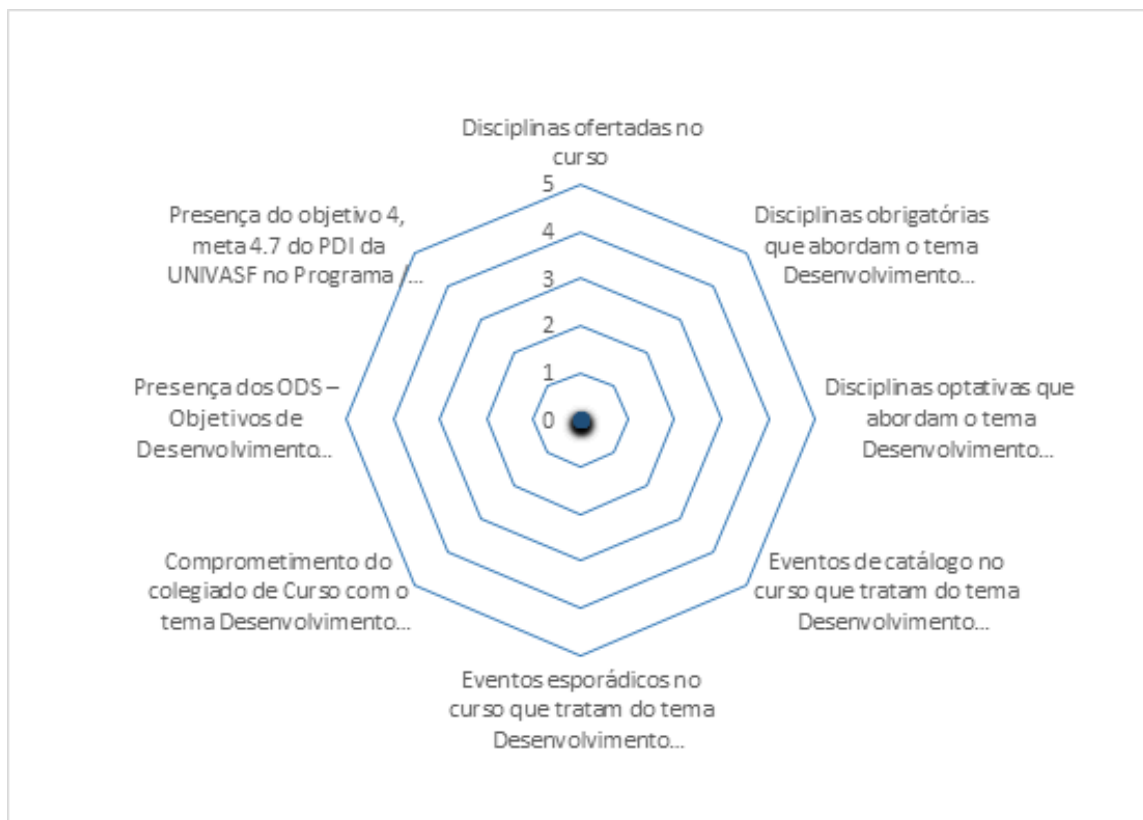 Disciplinas ofertadas no
curso
5
4
3
2
1
0
Disciplinas obrigatórias
que abordam o tema
Desenvolvimento...
Disciplinas optativas que
abordam o tema
Desenvolvimento...
Eventos de catálogo no
curso que tratam do tema
Desenvolvimento...
Eventos esporádicos no
curso que tratam do tema
Desenvolvimento...
Comprometimento do
colegiado de Curso com o
tema Desenvolvimento...
Presença dos ODS –
Objetivos de
Desenvolvimento...
Presença do objetivo 4,
meta 4.7 do PDI da
UNIVASF no Programa /...